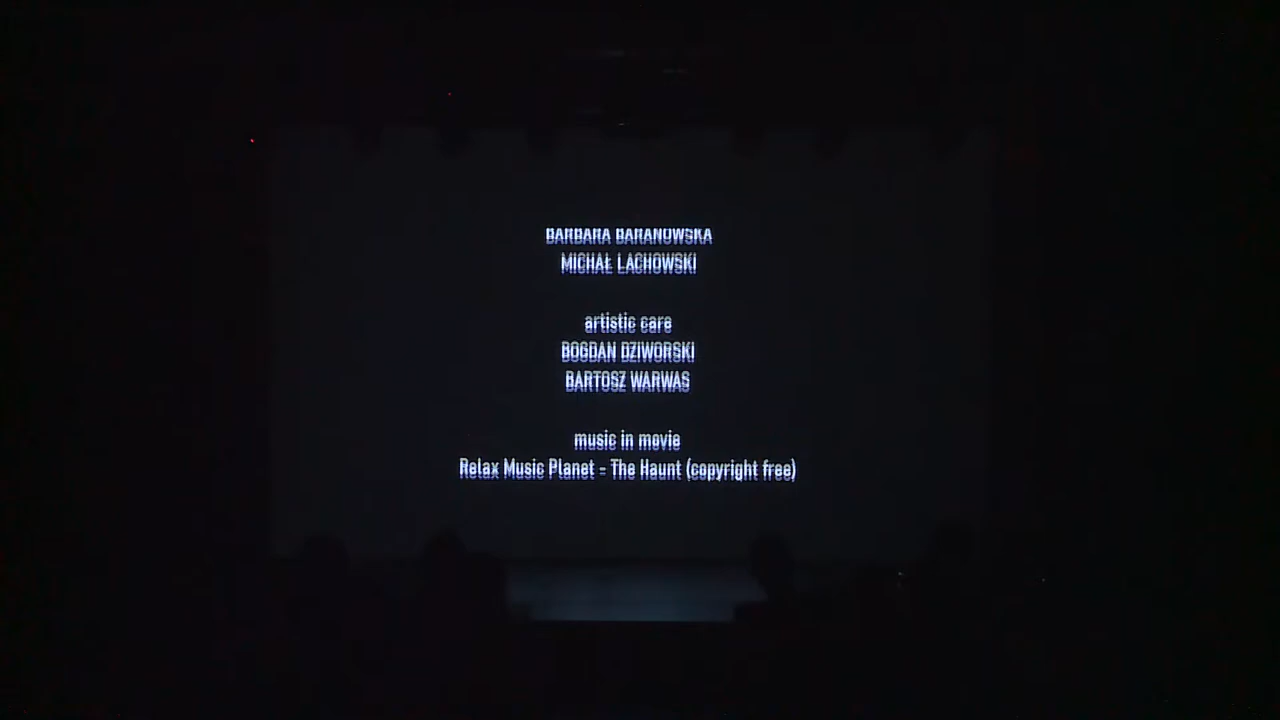 BARBARA BARANOWSKA
MICHAŁ LACHOWSKI
artistic care
BOGDAN DZIWORSKI
BARTOSZ WARWAS
music in movie
Relax Music Planet - The Haunt (copyright free)